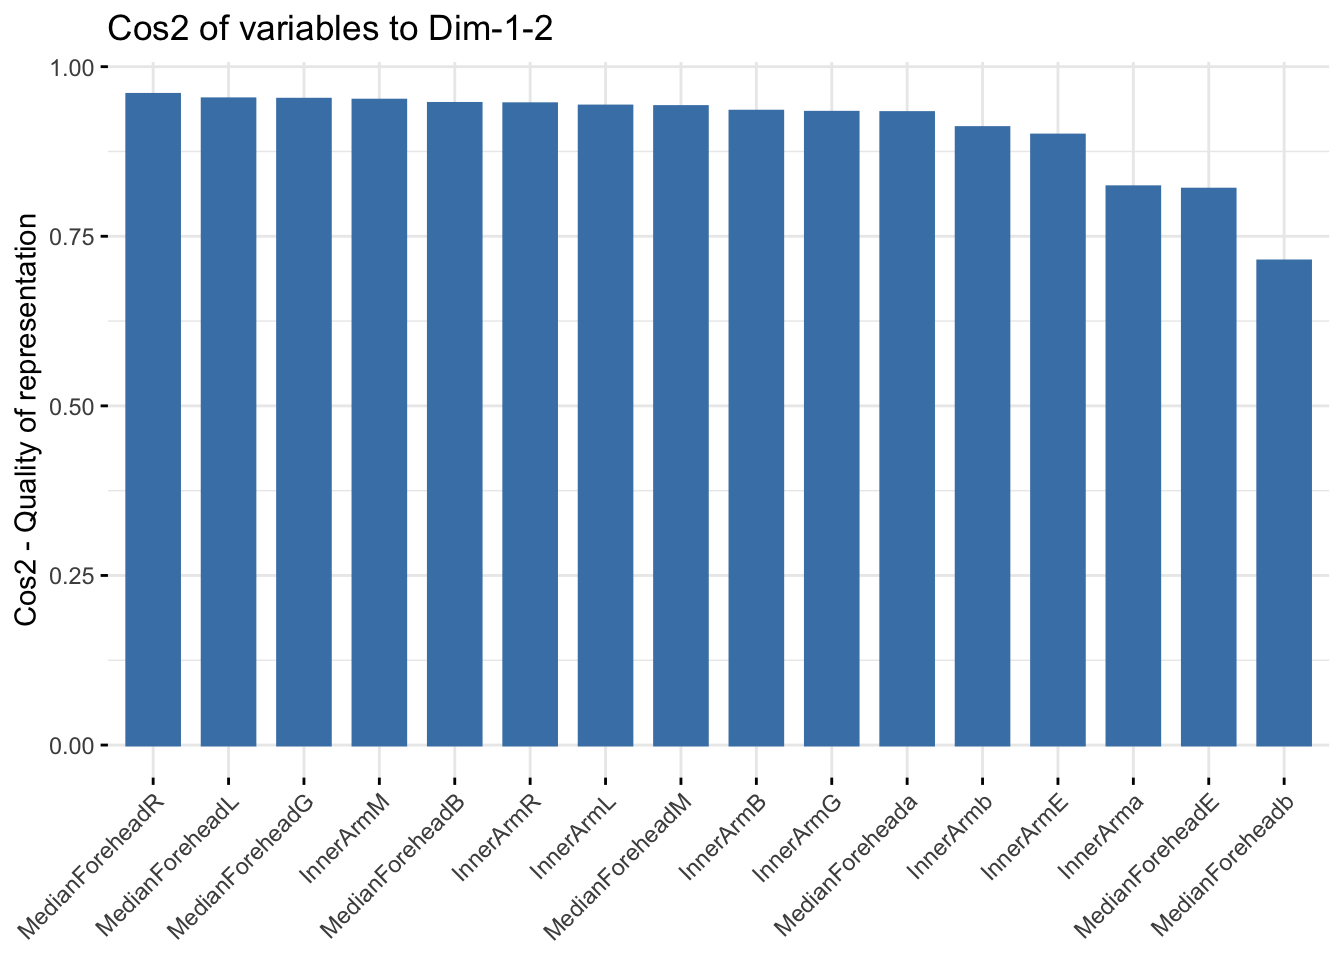 Cos2 of variables to Dim-1-2
Cos2 - Quality of representation
1.00
0.75
0.50
0.25
0.00
MedianForeheadR
MedianForeheadL
MedianForeheadG
InnerArmM
MedianForeheadB
InnerArmR
InnerArmL
MedianForeheadM
InnerArmB
InnerArmG
MedianForeheada
InnerArmb
InnerArmE
InnerArma
MedianForeheadE
MedianForeheadb